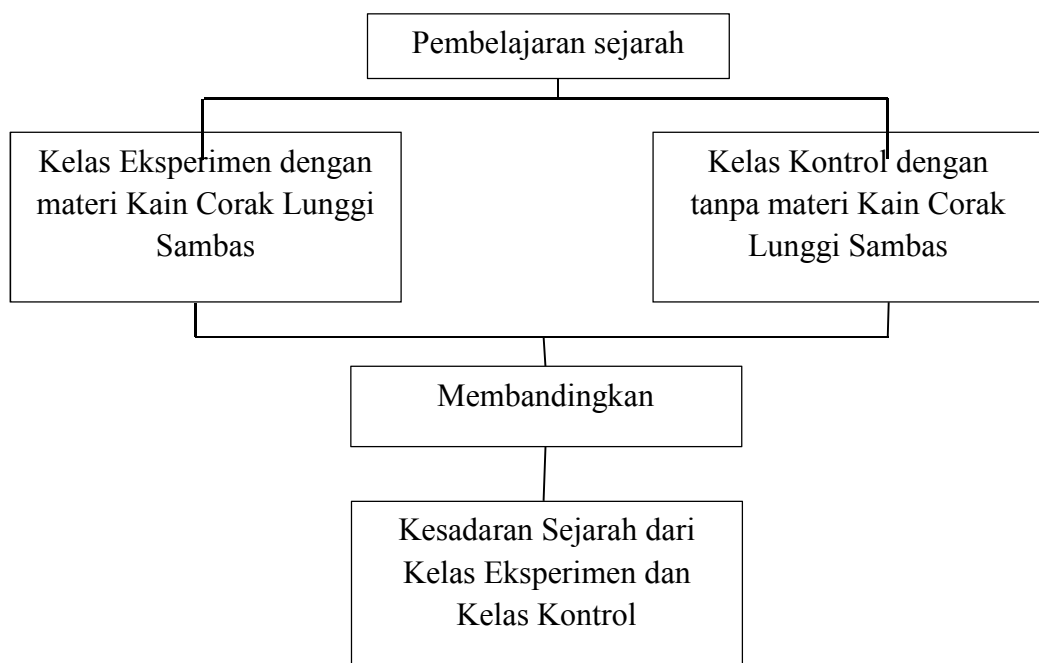 Pembelajaran sejarah
Kelas Eksperimen dengan
materi Kain Corak Lunggi
Sambas
Kelas Kontrol dengan
tanpa materi Kain Corak
Lunggi Sambas
Membandingkan
Kesadaran Sejarah dari
Kelas Eksperimen dan
Kelas Kontrol